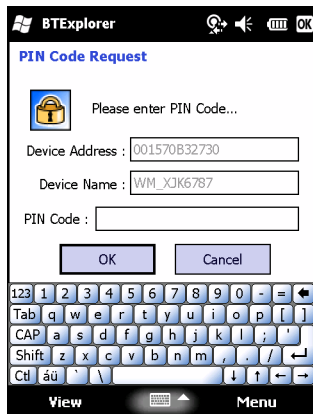 BTExplorer OK
PIN Code Request
Please enter PIN Code...
Device Address : 001570B32730
Device Name : WM_XJK6787
PIN Code :
OK Cancel
123 1 2 3 4 5 6 7 8 9 0 - =
Tab q w e r t y u i o p [ ]
CAP a s d f g h j k l ; '
Shift z x c v b n m , . /
Ctl áü ` \
View Menu